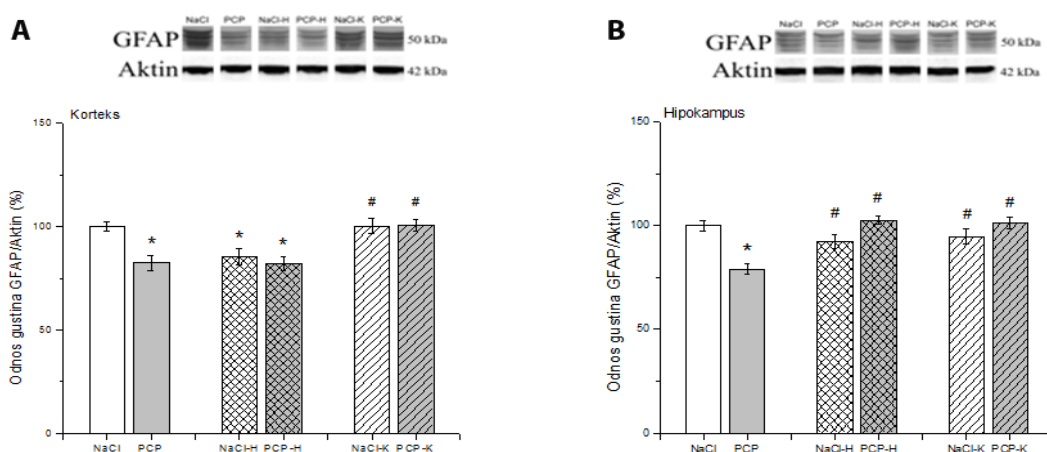 A
NaCl PCP NaCl-H PCP-H NaCl-K PCP-K
GFAP 50 kDa
Aktin 42 kDa
Korteks
Odnos gustina GFAP/Aktin (%)
150
100
50
0
* * * # #
NaCl PCP NaCl-H PCP-H NaCl-K PCP-K
B
NaCl PCP NaCl-H PCP-H NaCl-K PCP-K
GFAP 50 kDa
Aktin 42 kDa
Hipokampus
Odnos gustina GFAP/Aktin (%)
150
100
50
0
* # # # #
NaCl PCP NaCl-H PCP-H NaCl-K PCP-K